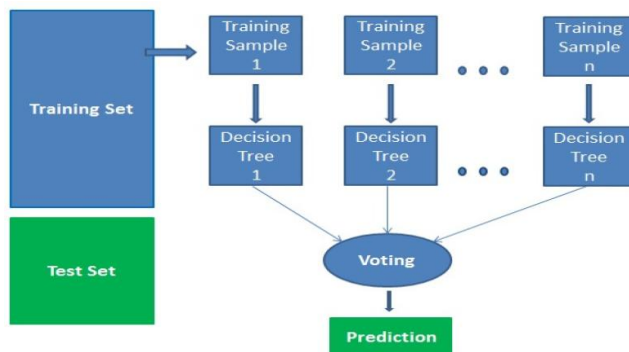 Training Set
Test Set
Training
Sample
1
Training
Sample
2
Training
Sample
n
Decision
Tree
1
Decision
Tree
2
Decision
Tree
n
Voting
Prediction